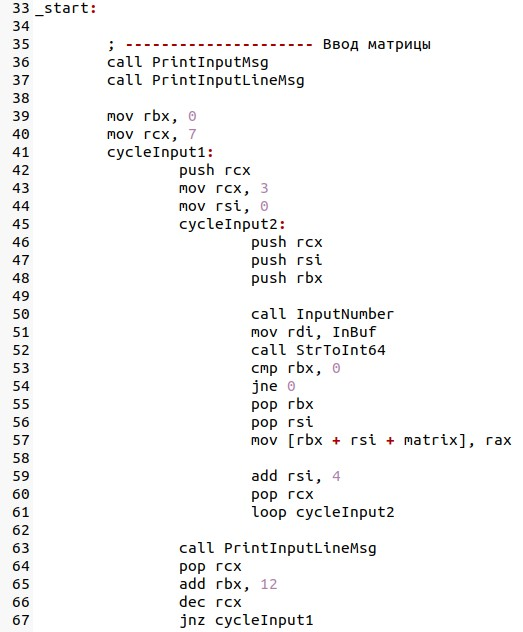 33 _start:
34
35 ; --------------------- Ввод матрицы
36 call PrintInputMsg
37 call PrintInputLineMsg
38
39 mov rbx, 0
40 mov rcx, 7
41 cycleInput1:
42 push rcx
43 mov rcx, 3
44 mov rsi, 0
45 cycleInput2:
46 push rcx
47 push rsi
48 push rbx
49
50 call InputNumber
51 mov rdi, InBuf
52 call StrToInt64
53 cmp rbx, 0
54 jne 0
55 pop rbx
56 pop rsi
57 mov [rbx + rsi + matrix], rax
58
59 add rsi, 4
60 pop rcx
61 loop cycleInput2
62
63 call PrintInputLineMsg
64 pop rcx
65 add rbx, 12
66 dec rcx
67 jnz cycleInput1